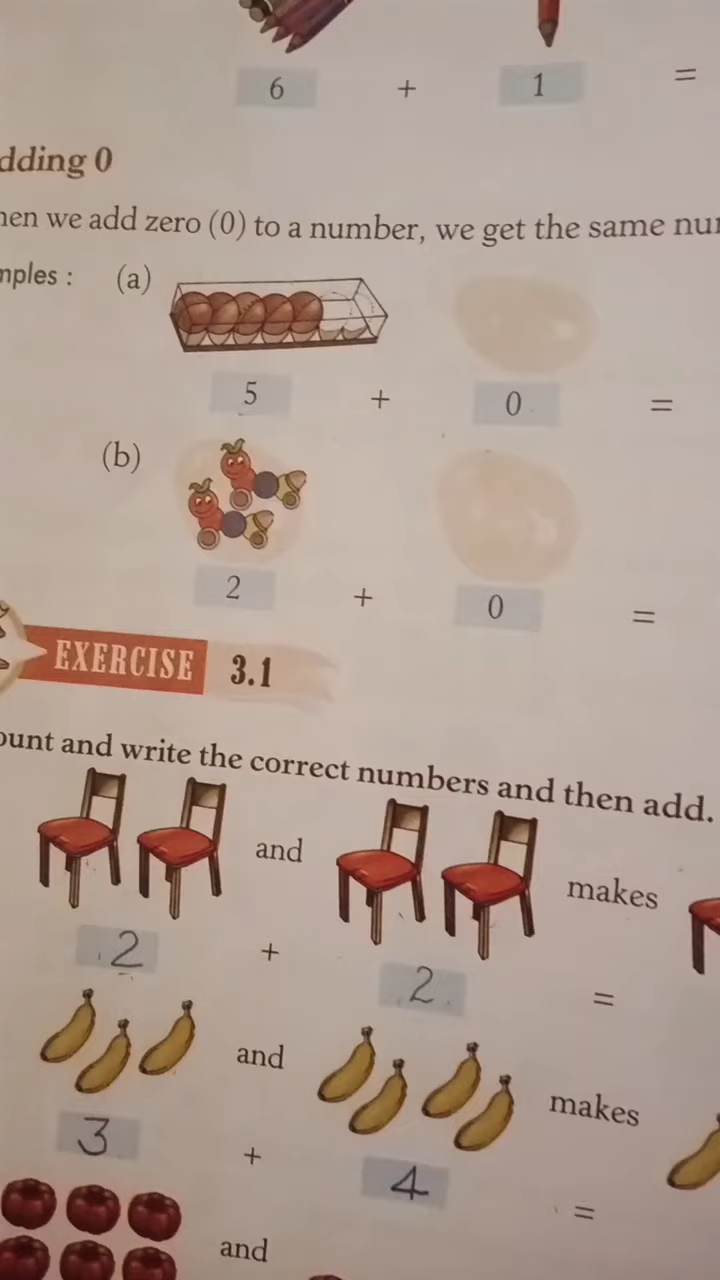 6 + 1 =
dding 0
hen we add zero (0) to a number, we get the same
mples : (a)
5 + 0 =
(b)
2 + 0 =
EXERCISE 3.1
ount and write the correct numbers and then add.
and makes
2 + 2 =
and makes
3 + 4 =
and